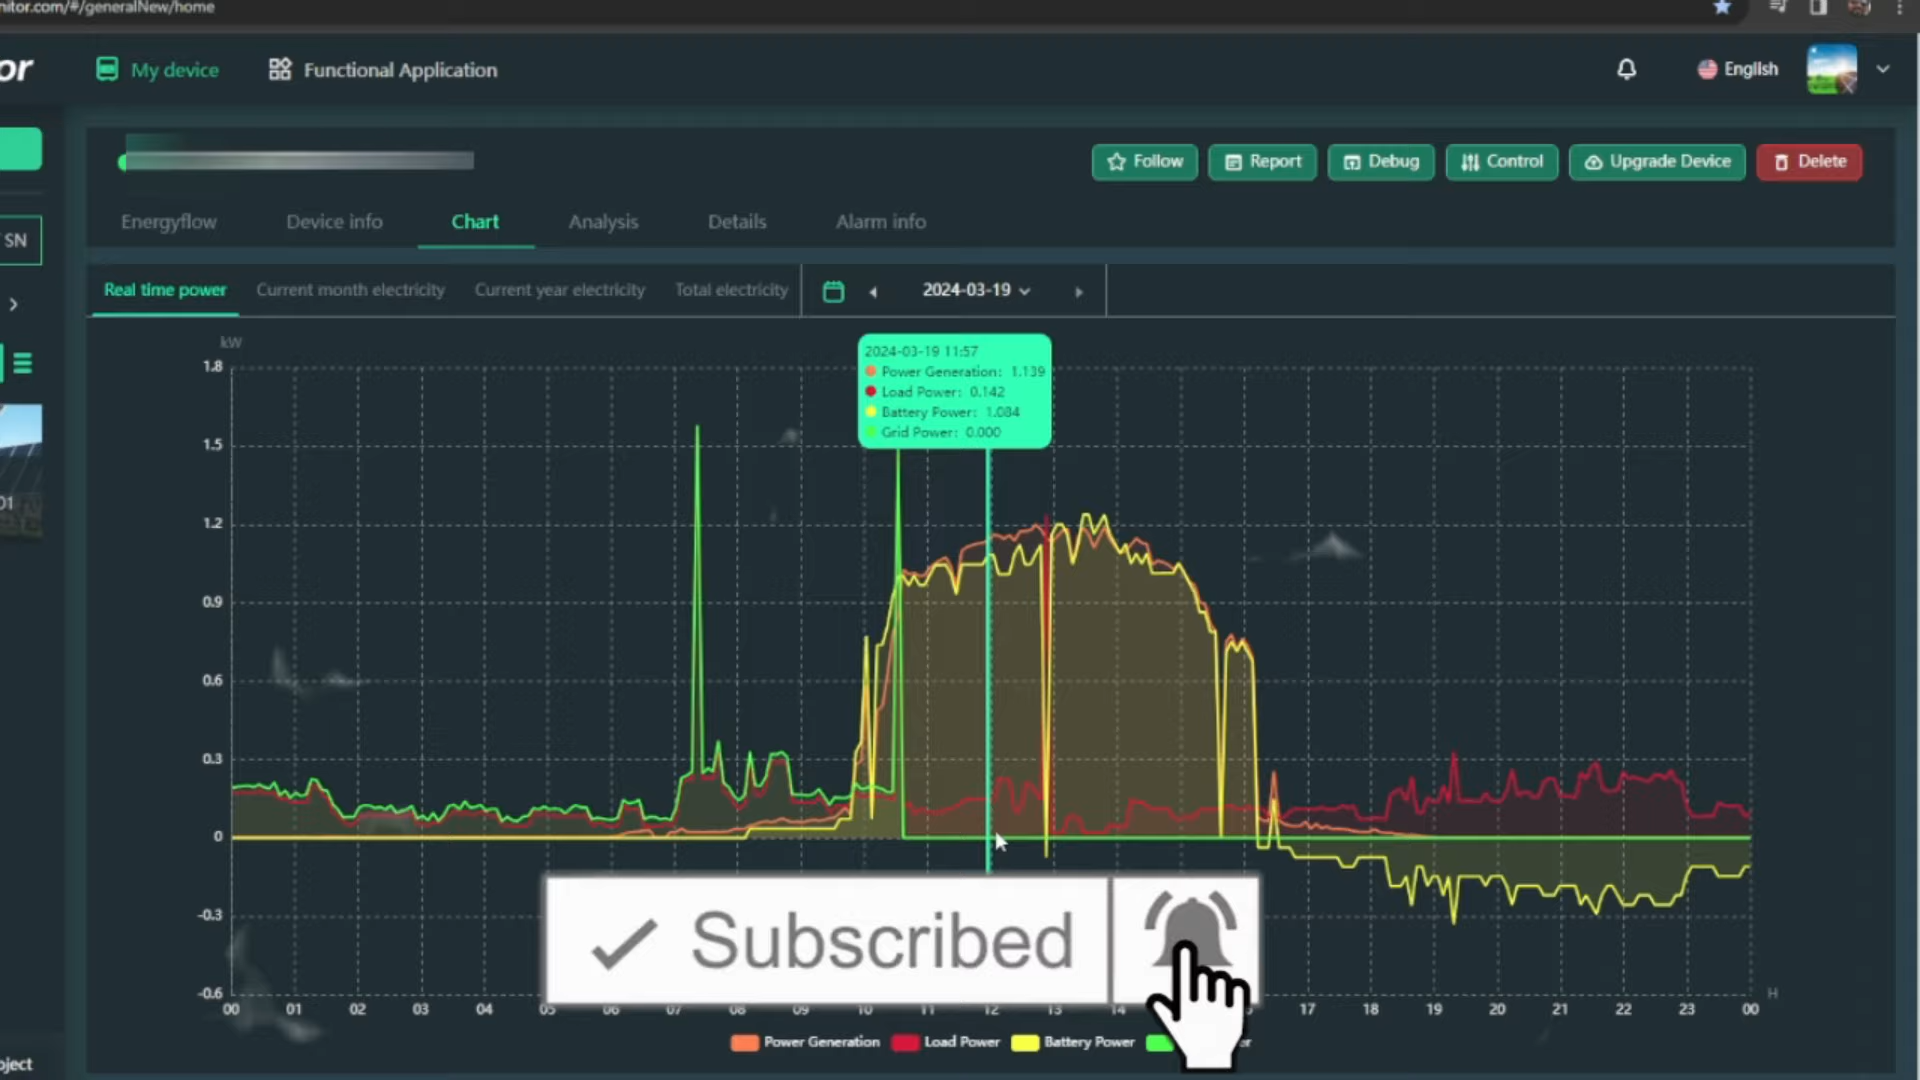 nitor.com/#/generalNew/home
or
My device
Functional Application
English
Follow
Report
Debug
Control
Upgrade Device
Delete
SN
Energyflow
Device info
Chart
Analysis
Details
Alarm info
Real time power
Current month electricity
Current year electricity
Total electricity
2024-03-19
kW
2024-03-19 11:57
Power Generation: 1.139
Load Power: 0.142
Battery Power: 1.084
Grid Power: 0.000
1.8
1.5
1.2
0.9
0.6
0.3
0
-0.3
-0.6
01
Subscribed
00 01 02 03 04 05 06 07 08 09 10 11 12 13 14 17 18 19 20 21 22 23 00
H
Power Generation
Load Power
Battery Power
oject